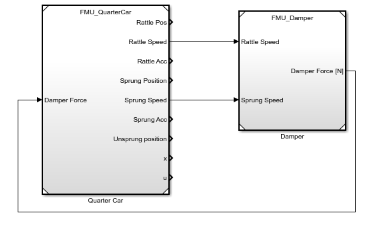 FMU_QuarterCar
Rattle Pos
Rattle Speed
Rattle Acc
Sprung Position
Damper Force
Sprung Speed
Sprung Acc
Unsprung position
x
u
Quarter Car
FMU_Damper
Rattle Speed
Damper Force [N]
Sprung Speed
Damper